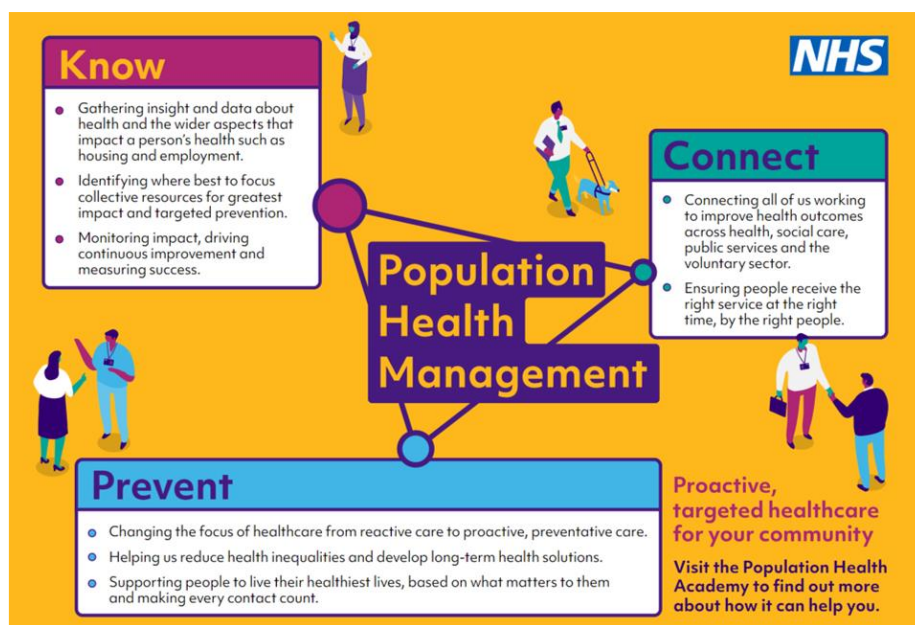 Know
Gathering insight and data about
health and the wider aspects that
impact a person's health such as
housing and employment.
Identifying where best to focus
collective resources for greatest
impact and targeted prevention.
Monitoring impact, driving
continuous improvement and
measuring success.
NHS
Connect
Connecting all of us working
to improve health outcomes
across health, social care,
public services and the
voluntary sector.
Ensuring people receive the
right service at the right
time, by the right people.
Population
Health
Management
Prevent
Changing the focus of healthcare from reactive care to proactive, preventative care.
Helping us reduce health inequalities and develop long-term health solutions.
Supporting people to live their healthiest lives, based on what matters to them
and making every contact count.
Proactive,
targeted healthcare
for your community
Visit the Population Health
Academy to find out more
about how it can help you.